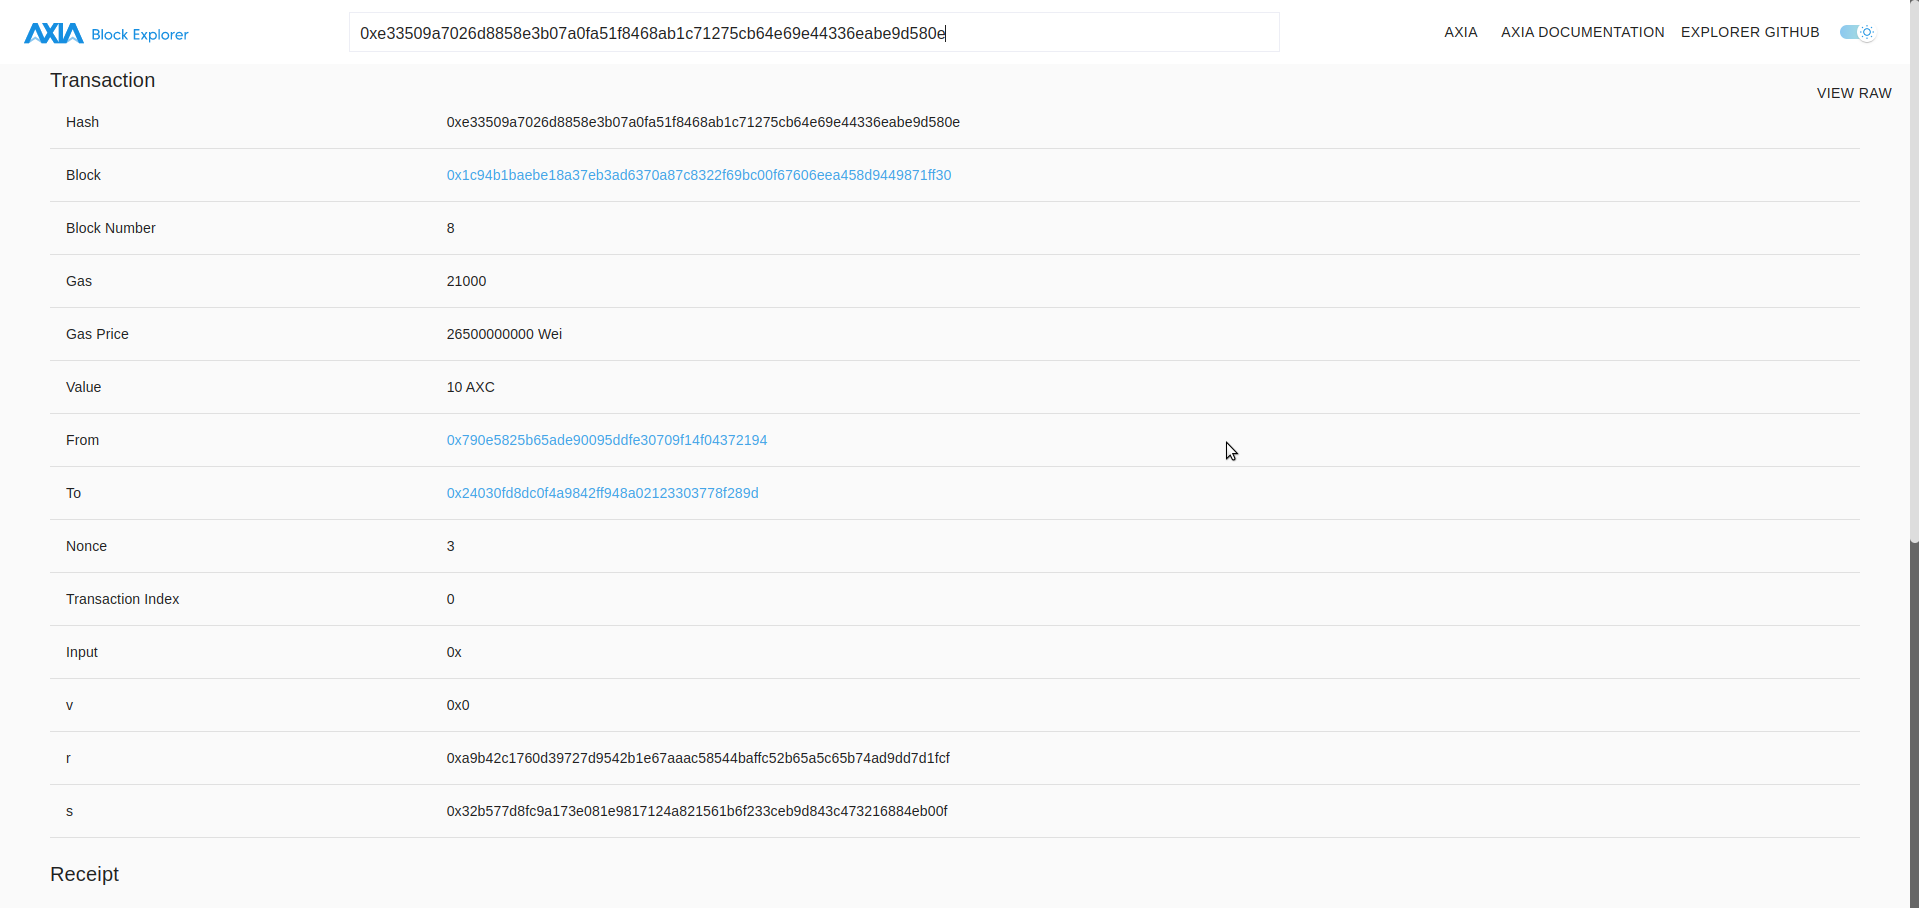 AXIA Block Explorer
0xe33509a7026d8858e3b07a0fa51f8468ab1c71275cb64e69e44336eabe9d580e
AXIA AXIA DOCUMENTATION EXPLORER GITHUB
Transaction
VIEW RAW
Hash 0xe33509a7026d8858e3b07a0fa51f8468ab1c71275cb64e69e44336eabe9d580e
Block 0x1c94b1baebe18a37eb3ad6370a87c8322f69bc00f67606eea458d9449871ff30
Block Number 8
Gas 21000
Gas Price 26500000000 Wei
Value 10 AXC
From 0x790e5825b65ade90095ddfe30709f14f04372194
To 0x24030fd8dc0f4a9842ff948a02123303778f289d
Nonce 3
Transaction Index 0
Input 0x
v 0x0
r 0xa9b42c1760d39727d9542b1e67aaac58544baffc52b65a5c65b74ad9dd7d1fcf
s 0x32b577d8fc9a173e081e9817124a821561b6f233ceb9d843c473216884eb00f
Receipt